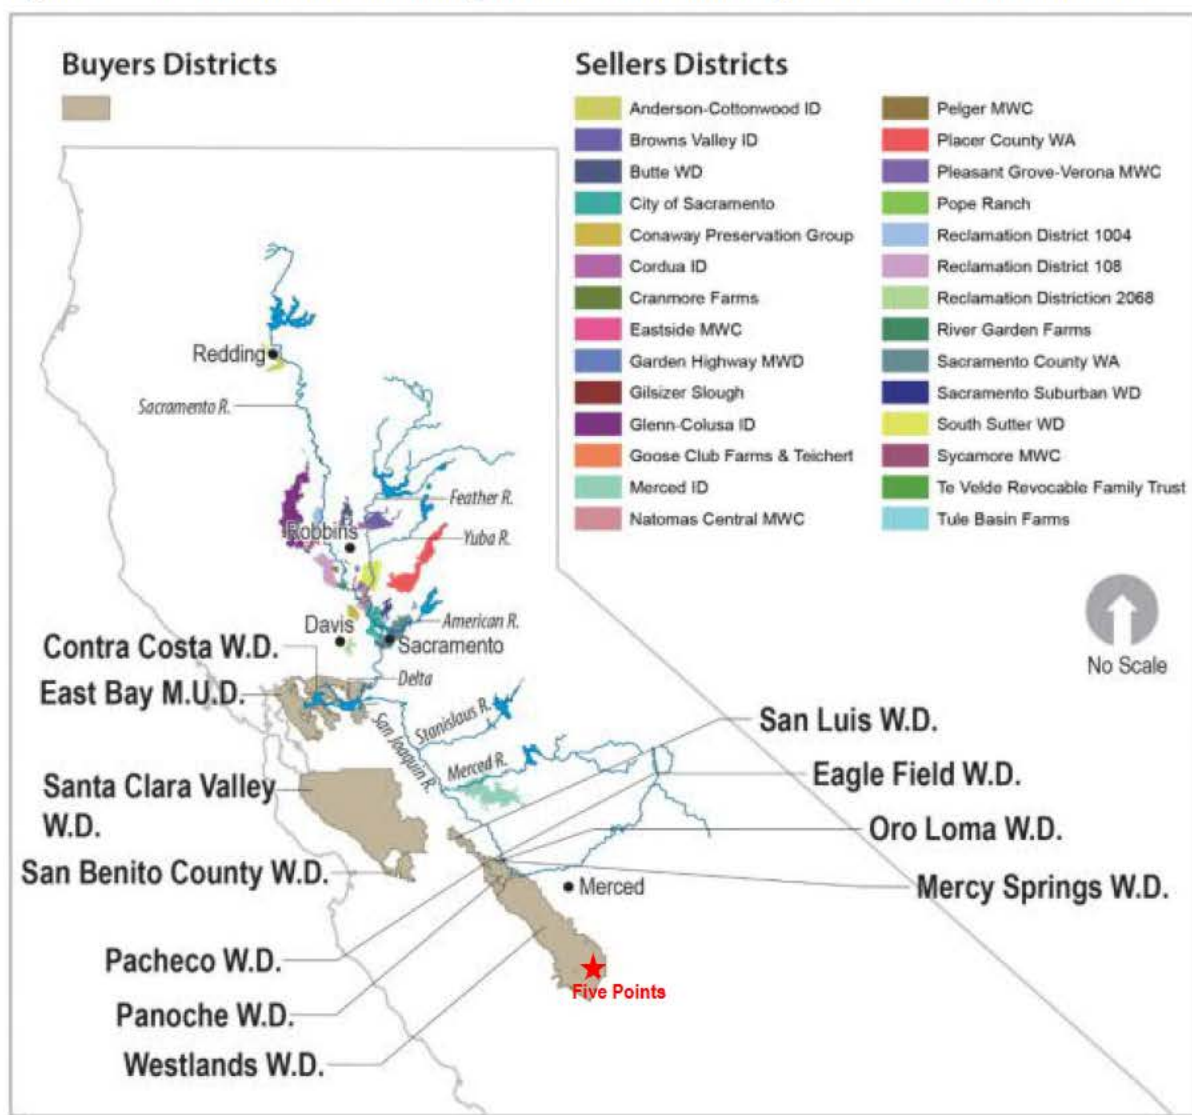 Buyers Districts
Sellers Districts
Anderson-Cottonwood ID
Browns Valley ID
Butte WD
City of Sacramento
Conaway Preservation Group
Cordua ID
Cranmore Farms
Eastside MWC
Garden Highway MWD
Gilsizer Slough
Glenn-Colusa ID
Goose Club Farms & Teichert
Merced ID
Natomas Central MWC
Pelger MWC
Placer County WA
Pleasant Grove-Verona MWC
Pope Ranch
Reclamation District 1004
Reclamation District 108
Reclamation Distriction 2068
River Garden Farms
Sacramento County WA
Sacramento Suburban WD
South Sutter WD
Sycamore MWC
Te Velde Revocable Family Trust
Tule Basin Farms
No Scale
Redding
Sacramento R.
Feather R.
Robbins
Yuba R.
American R.
Davis
Sacramento
Contra Costa W.D.
Delta
East Bay M.U.D.
San Joaquin R.
Stanislaus R.
Merced R.
San Luis W.D.
Eagle Field W.D.
Santa Clara Valley
W.D.
Oro Loma W.D.
San Benito County W.D.
Merced
Mercy Springs W.D.
Pacheco W.D.
Five Points
Panoche W.D.
Westlands W.D.